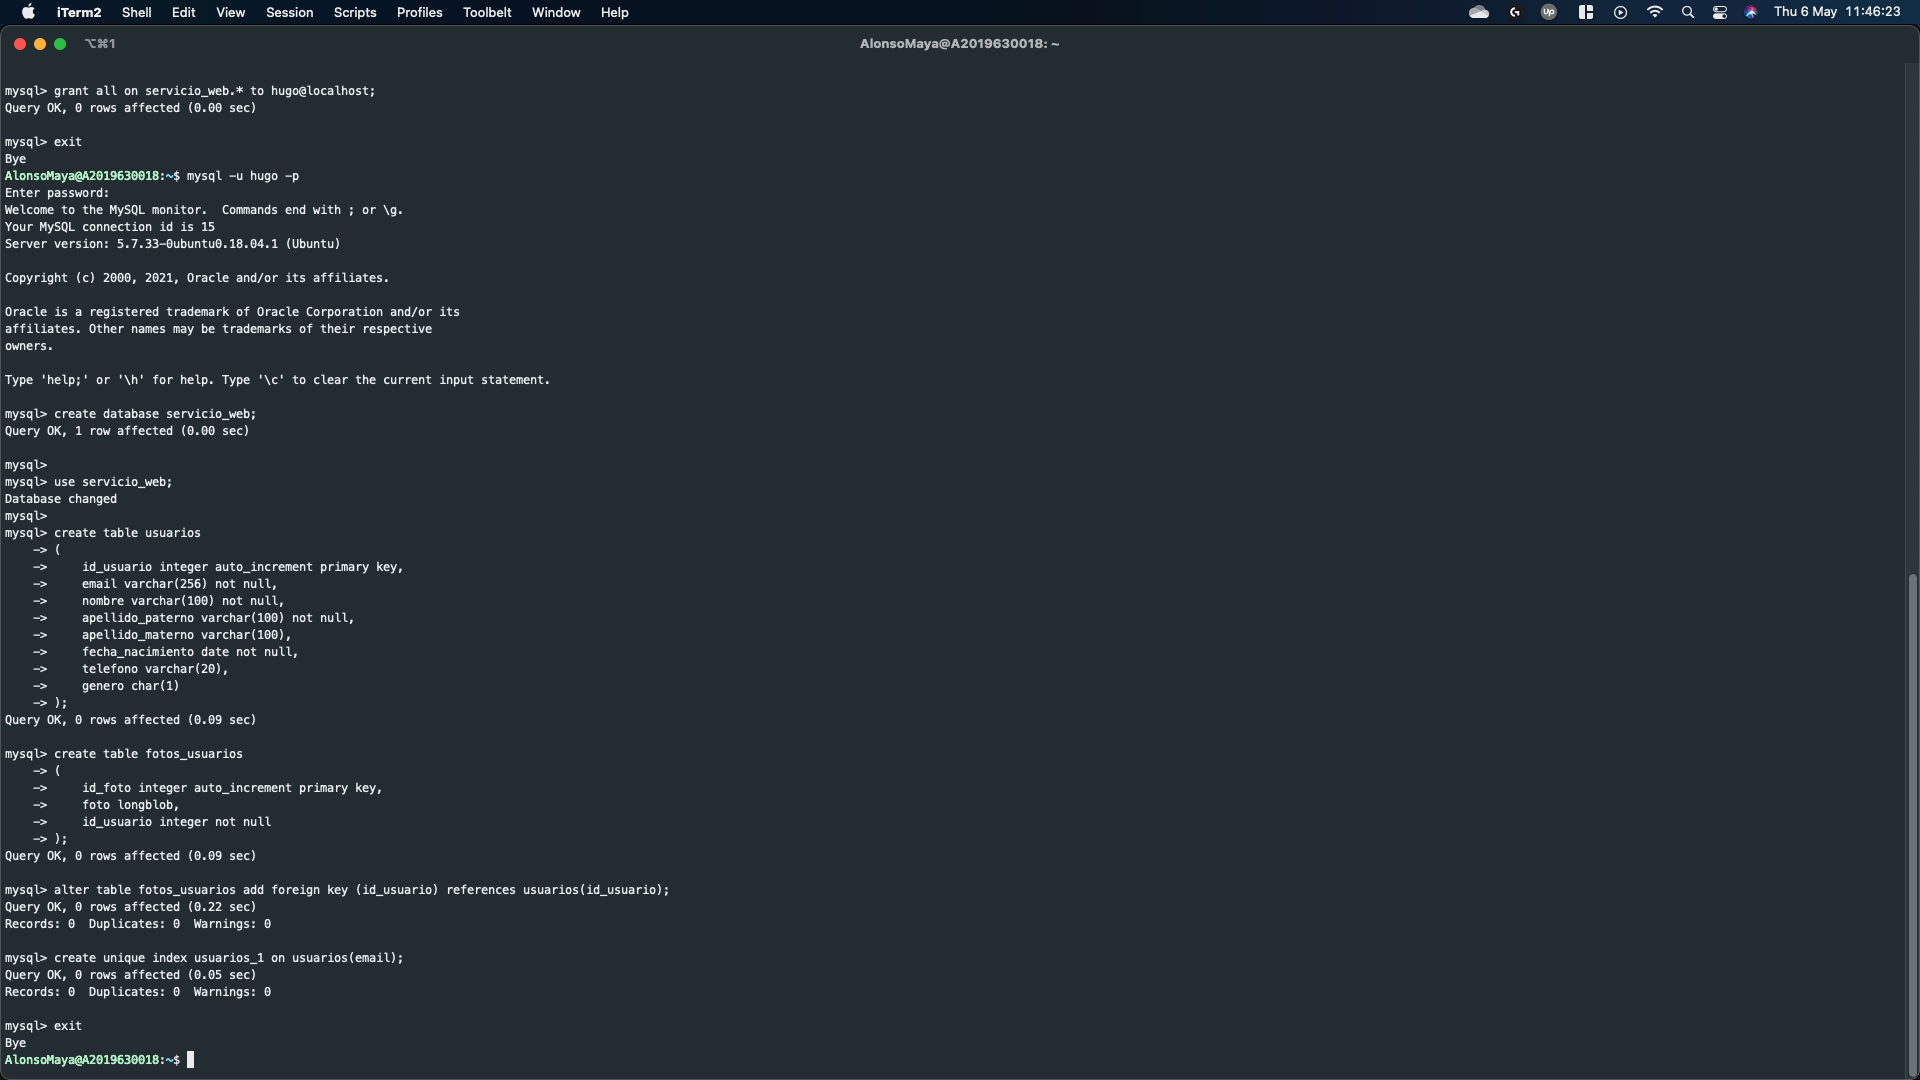 iTerm2 Shell Edit View Session Scripts Profiles Toolbelt Window Help Thu 6 May 11:46:23
⌥⌘1 AlonsoMaya@A2019630018: ~
mysql> grant all on servicio_web.* to hugo@localhost;
Query OK, 0 rows affected (0.00 sec)
mysql> exit
Bye
AlonsoMaya@A2019630018:~$ mysql -u hugo -p
Enter password:
Welcome to the MySQL monitor.  Commands end with ; or \g.
Your MySQL connection id is 15
Server version: 5.7.33-0ubuntu0.18.04.1 (Ubuntu)
Copyright (c) 2000, 2021, Oracle and/or its affiliates.
Oracle is a registered trademark of Oracle Corporation and/or its
affiliates. Other names may be trademarks of their respective
owners.
Type 'help;' or '\h' for help. Type '\c' to clear the current input statement.
mysql> create database servicio_web;
Query OK, 1 row affected (0.00 sec)
mysql>
mysql> use servicio_web;
Database changed
mysql>
mysql> create table usuarios
    -> (
    ->     id_usuario integer auto_increment primary key,
    ->     email varchar(256) not null,
    ->     nombre varchar(100) not null,
    ->     apellido_paterno varchar(100) not null,
    ->     apellido_materno varchar(100),
    ->     fecha_nacimiento date not null,
    ->     telefono varchar(20),
    ->     genero char(1)
    -> );
Query OK, 0 rows affected (0.09 sec)
mysql> create table fotos_usuarios
    -> (
    ->     id_foto integer auto_increment primary key,
    ->     foto longblob,
    ->     id_usuario integer not null
    -> );
Query OK, 0 rows affected (0.09 sec)
mysql> alter table fotos_usuarios add foreign key (id_usuario) references usuarios(id_usuario);
Query OK, 0 rows affected (0.22 sec)
Records: 0  Duplicates: 0  Warnings: 0
mysql> create unique index usuarios_1 on usuarios(email);
Query OK, 0 rows affected (0.05 sec)
Records: 0  Duplicates: 0  Warnings: 0
mysql> exit
Bye
AlonsoMaya@A2019630018:~$